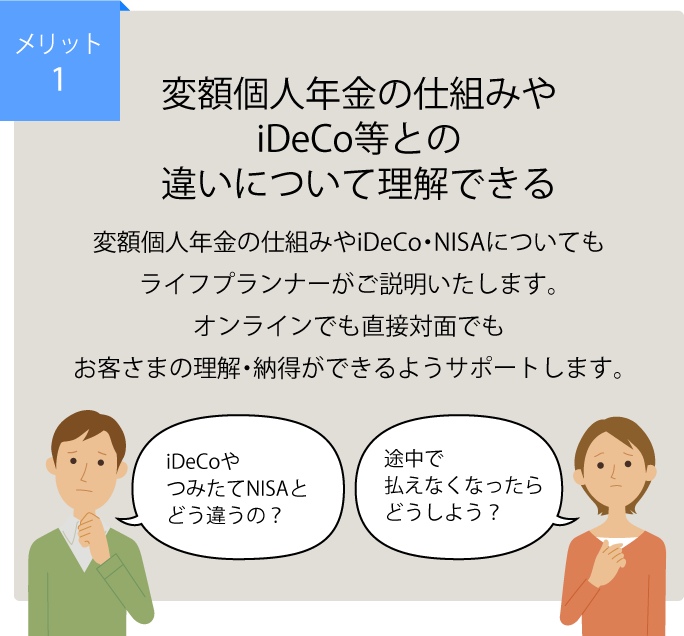 メリット
1
変額個人年金の仕組みや
iDeCo等との
違いについて理解できる
変額個人年金の仕組みやiDeCo・NISAについても
ライフプランナーがご説明いたします。
オンラインでも直接対面でも
お客さまの理解・納得ができるようサポートします。
iDeCoや
つみたてNISAと
どう違うの？
途中で
払えなくなったら
どうしよう？